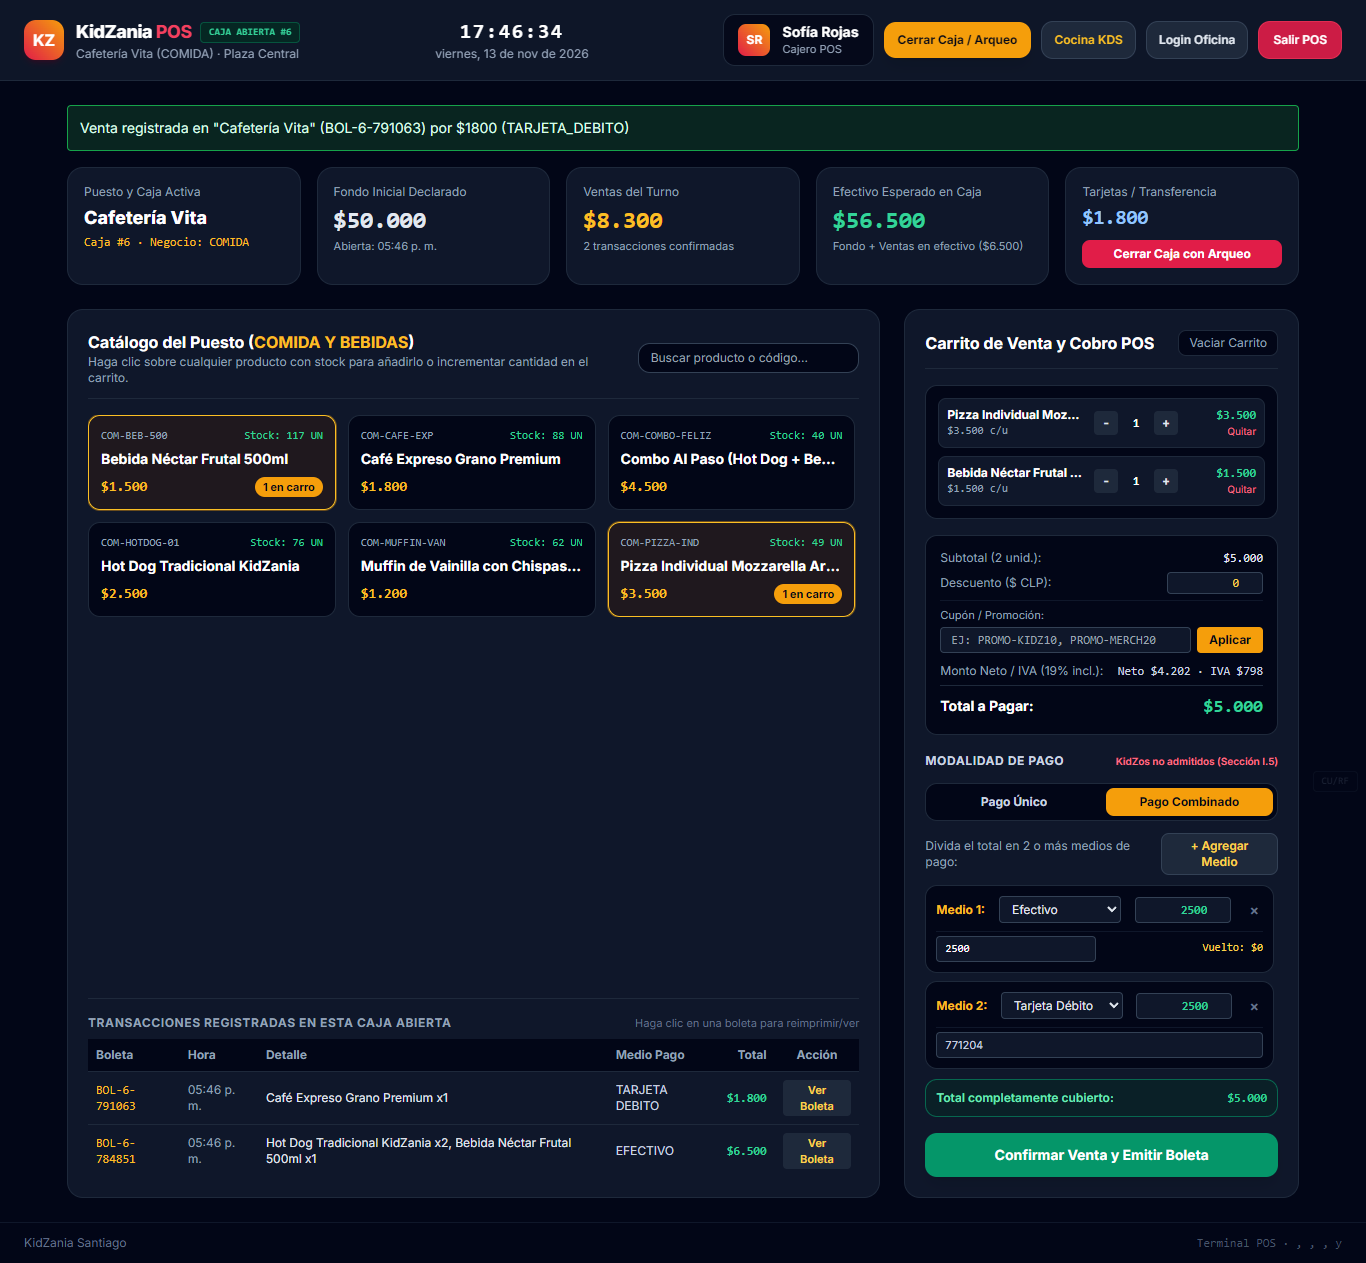 KZ
KidZania POS
CAJA ABIERTA #6
Cafetería Vita (COMIDA) · Plaza Central
17:46:34
viernes, 13 de nov de 2026
SR
Sofía Rojas
Cajero POS
Cerrar Caja / Arqueo
Cocina KDS
Login Oficina
Salir POS
Venta registrada en "Cafetería Vita" (BOL-6-791063) por $1800 (TARJETA_DEBITO)
Puesto y Caja Activa
Cafetería Vita
Caja #6 · Negocio: COMIDA
Fondo Inicial Declarado
$50.000
Abierta: 05:46 p. m.
Ventas del Turno
$8.300
2 transacciones confirmadas
Efectivo Esperado en Caja
$56.500
Fondo + Ventas en efectivo ($6.500)
Tarjetas / Transferencia
$1.800
Cerrar Caja con Arqueo
Catálogo del Puesto (COMIDA Y BEBIDAS)
Haga clic sobre cualquier producto con stock para añadirlo o incrementar cantidad en el
carrito.
Buscar producto o código...
COM-BEB-500 Stock: 117 UN
Bebida Néctar Frutal 500ml
$1.500 1 en carro
COM-CAFE-EXP Stock: 88 UN
Café Expreso Grano Premium
$1.800
COM-COMBO-FELIZ Stock: 40 UN
Combo Al Paso (Hot Dog + Be...
$4.500
COM-HOTDOG-01 Stock: 76 UN
Hot Dog Tradicional KidZania
$2.500
COM-MUFFIN-VAN Stock: 62 UN
Muffin de Vainilla con Chispas...
$1.200
COM-PIZZA-IND Stock: 49 UN
Pizza Individual Mozzarella Ar...
$3.500 1 en carro
TRANSACCIONES REGISTRADAS EN ESTA CAJA ABIERTA
Haga clic en una boleta para reimprimir/ver
Boleta Hora Detalle Medio Pago Total Acción
BOL-6-
791063
05:46 p.
m.
Café Expreso Grano Premium x1
TARJETA
DEBITO
$1.800
Ver
Boleta
BOL-6-
784851
05:46 p.
m.
Hot Dog Tradicional KidZania x2, Bebida Néctar Frutal
500ml x1
EFECTIVO
$6.500
Ver
Boleta
Carrito de Venta y Cobro POS
Vaciar Carrito
Pizza Individual Moz...
$3.500 c/u
- 1 +
$3.500
Quitar
Bebida Néctar Frutal ...
$1.500 c/u
- 1 +
$1.500
Quitar
Subtotal (2 unid.): $5.000
Descuento ($ CLP): 0
Cupón / Promoción:
EJ: PROMO-KIDZ10, PROMO-MERCH20
Aplicar
Monto Neto / IVA (19% incl.): Neto $4.202 · IVA $798
Total a Pagar: $5.000
MODALIDAD DE PAGO
KidZos no admitidos (Sección I.5)
Pago Único
Pago Combinado
Divida el total en 2 o más medios de
pago:
+ Agregar
Medio
Medio 1: Efectivo 2500 ×
2500 Vuelto: $0
Medio 2: Tarjeta Débito 2500 ×
771204
Total completamente cubierto: $5.000
Confirmar Venta y Emitir Boleta
CU/RF
KidZania Santiago
Terminal POS · , , , y